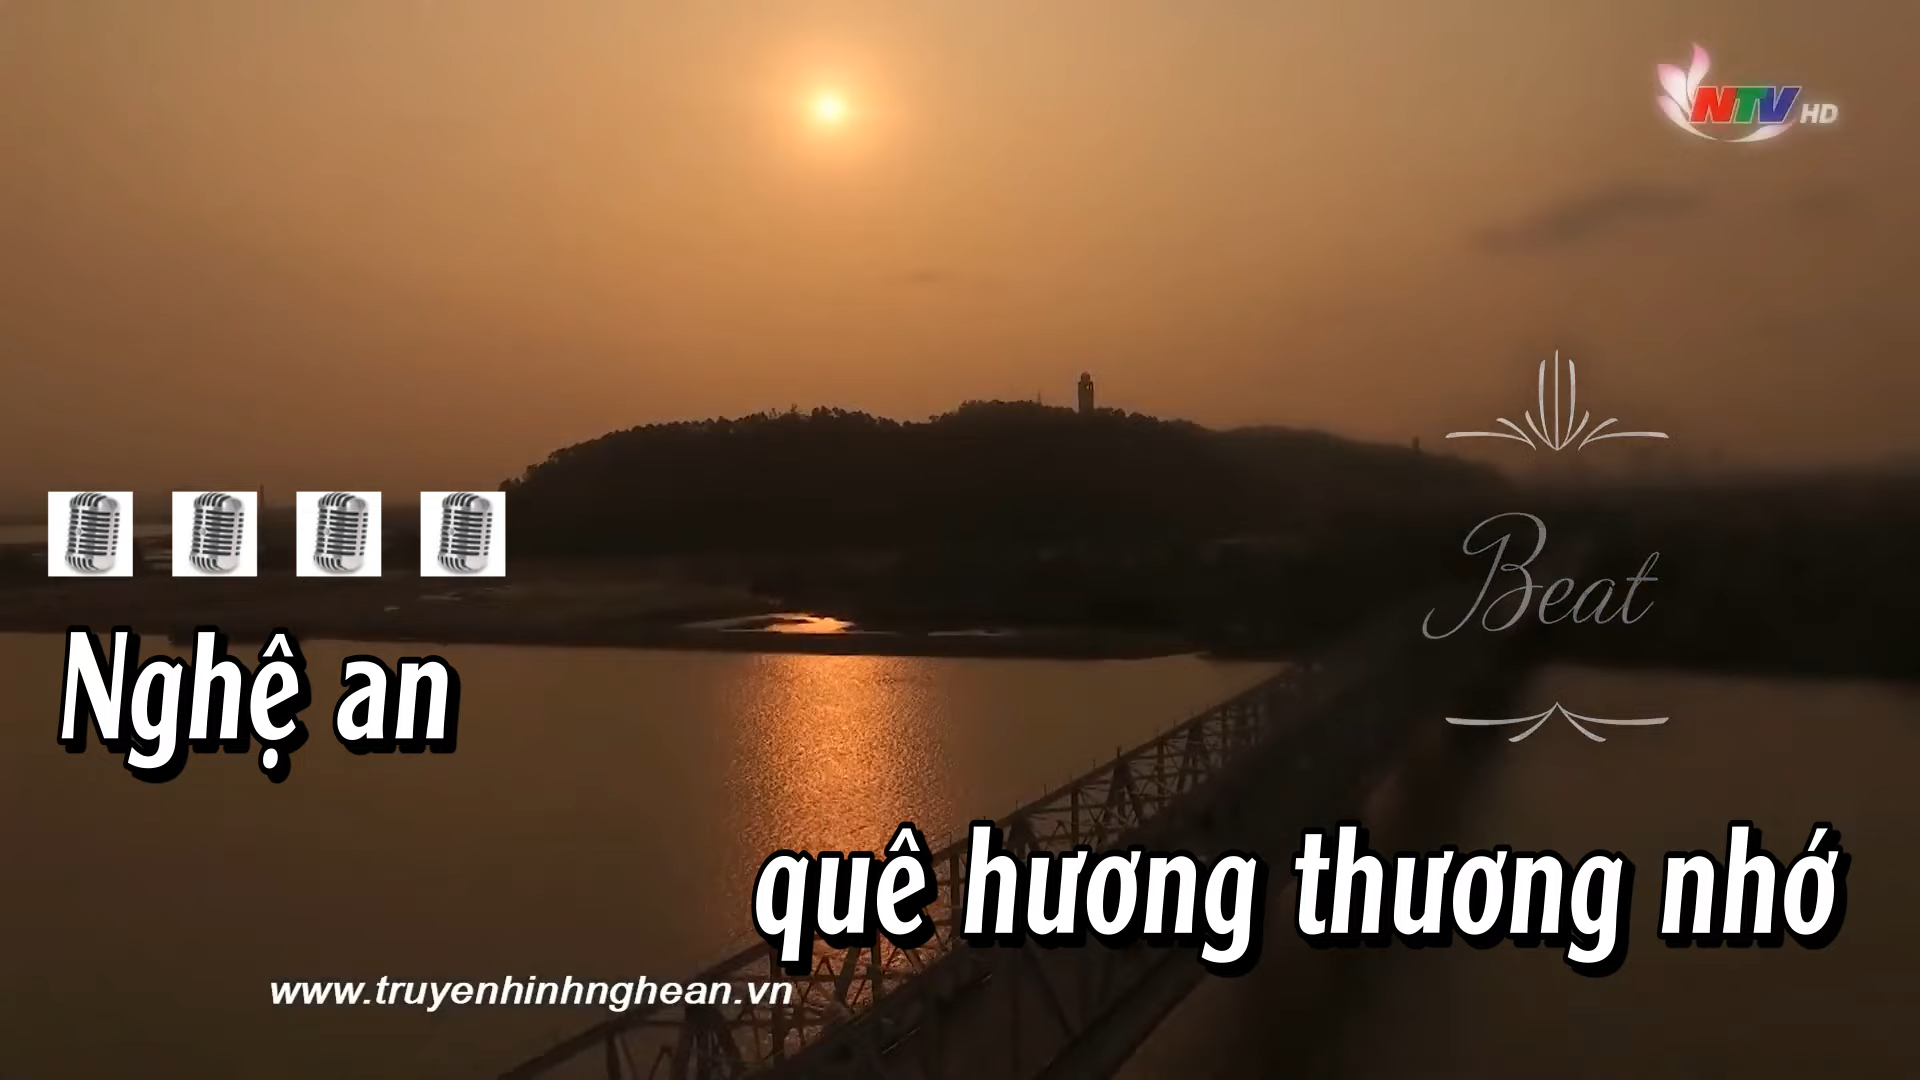 NTV HD
Beat
Nghệ an
quê hương thương nhớ
www.truyenhinhnghean.vn